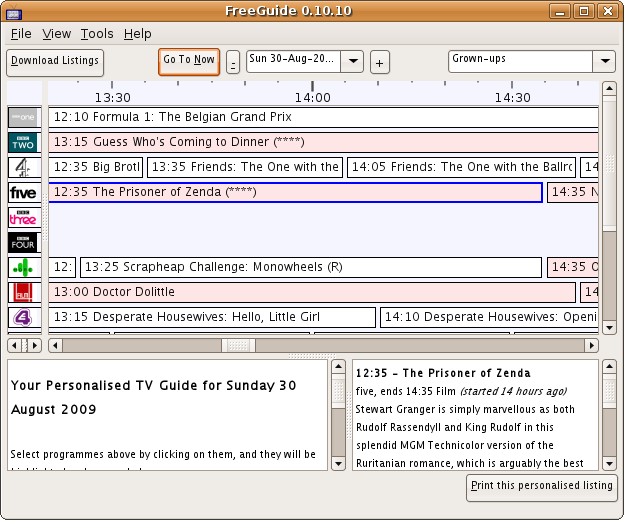 FreeGuide 0.10.10
File View Tools Help
Download Listings Go To Now - Sun 30-Aug-20... + Grown-ups
13:30 14:00 14:30
one 12:10 Formula 1: The Belgian Grand Prix
BBC TWO 13:15 Guess Who's Coming to Dinner (****)
4 12:35 Big Brotl 13:35 Friends: The One with the 14:05 Friends: The One with the Ballro 14
five 12:35 The Prisoner of Zenda (****) 14:35 N
BBC three
BBC FOUR
4 12: 13:25 Scrapheap Challenge: Monowheels (R) 14:35 O
FILM 13:00 Doctor Dolittle 14
E4 13:15 Desperate Housewives: Hello, Little Girl 14:10 Desperate Housewives: Openi
Your Personalised TV Guide for Sunday 30
August 2009
Select programmes above by clicking on them, and they will be
12:35 - The Prisoner of Zenda
five, ends 14:35 Film (started 14 hours ago)
Stewart Granger is simply marvellous as both
Rudolf Rassendyll and King Rudolf in this
splendid MGM Technicolor version of the
Ruritanian romance, which is arguably the best
Print this personalised listing